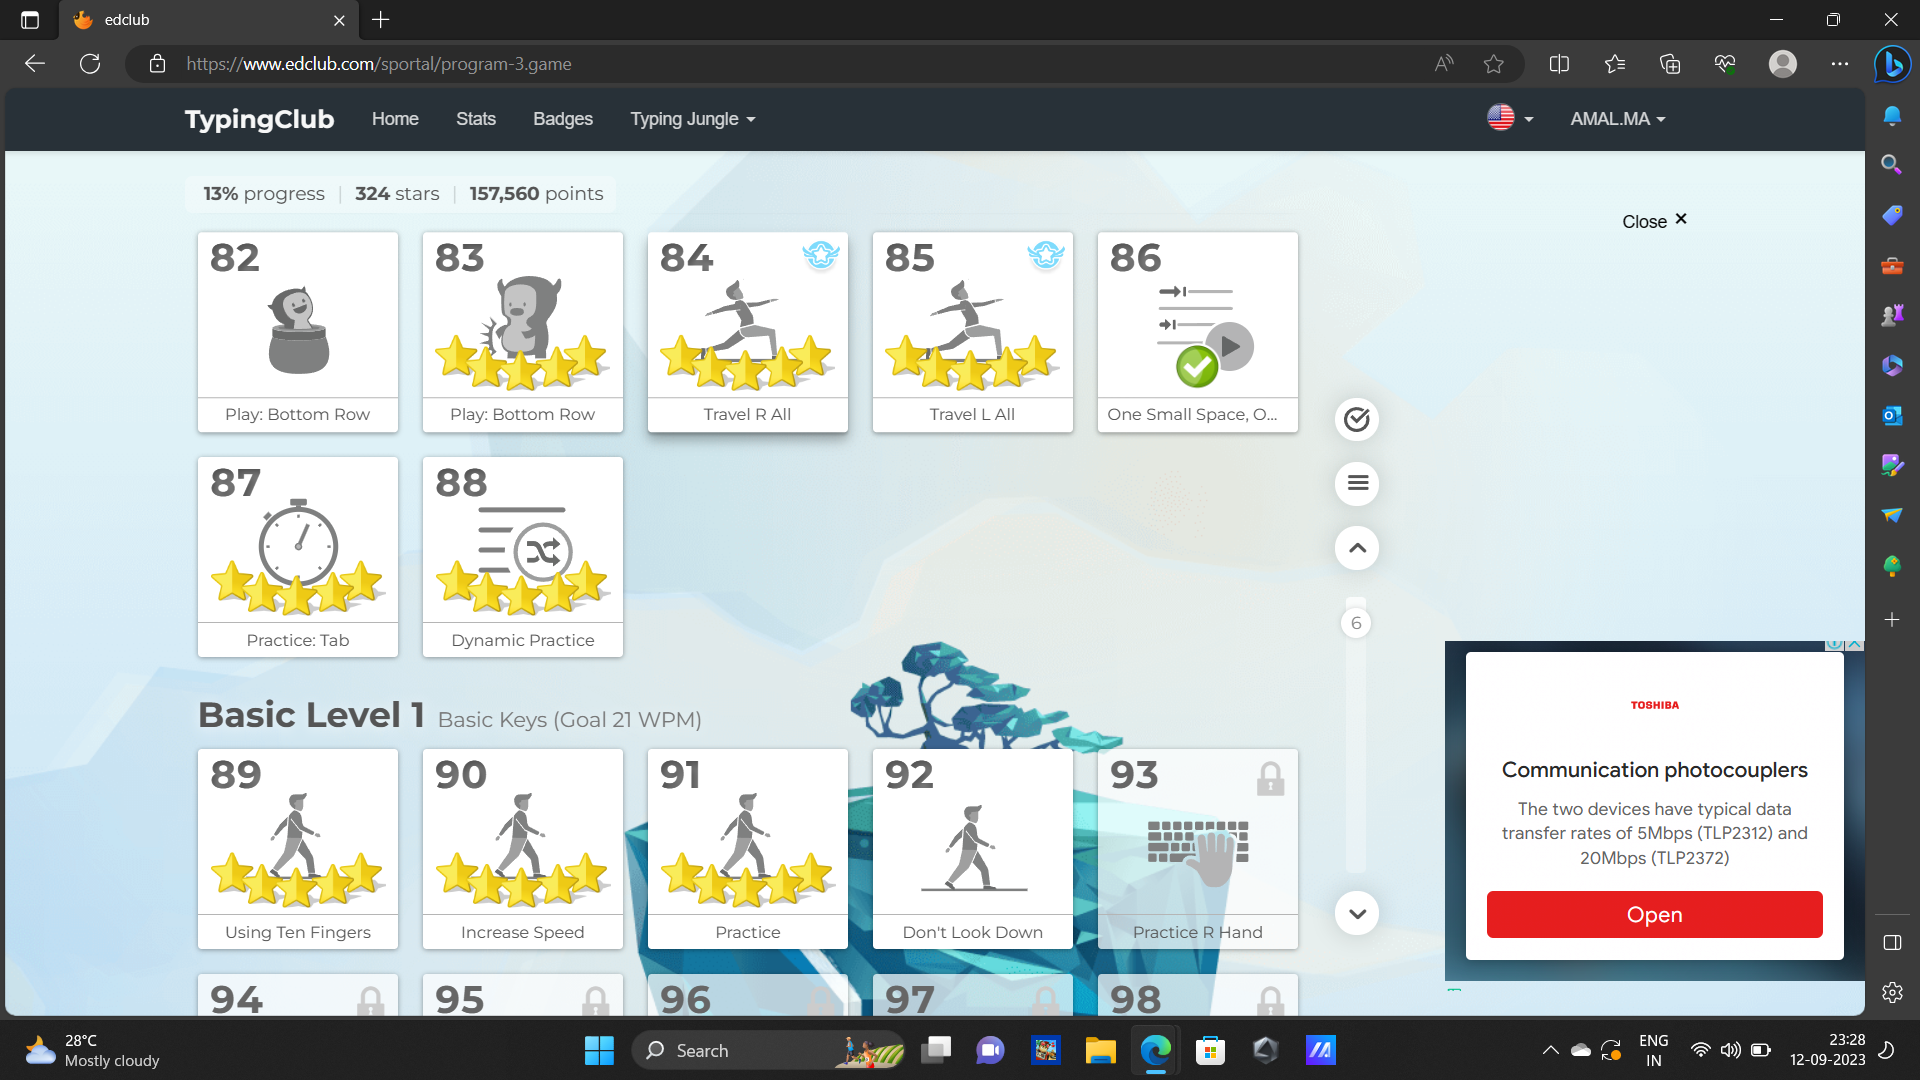 edclub
https://www.edclub.com/sportal/program-3.game
TypingClub Home Stats Badges Typing Jungle AMAL.MA
13% progress | 324 stars | 157,560 points
Close ×
82 83 84 85 86
Play: Bottom Row Play: Bottom Row Travel R All Travel L All One Small Space, O...
87 88
Practice: Tab Dynamic Practice
6
Basic Level 1 Basic Keys (Goal 21 WPM)
89 90 91 92 93
Using Ten Fingers Increase Speed Practice Don't Look Down Practice R Hand
94 95 96 97 98
TOSHIBA
Communication photocouplers
The two devices have typical data
transfer rates of 5Mbps (TLP2312) and
20Mbps (TLP2372)
Open
28°C
Mostly cloudy
Search
ENG
IN
23:28
12-09-2023